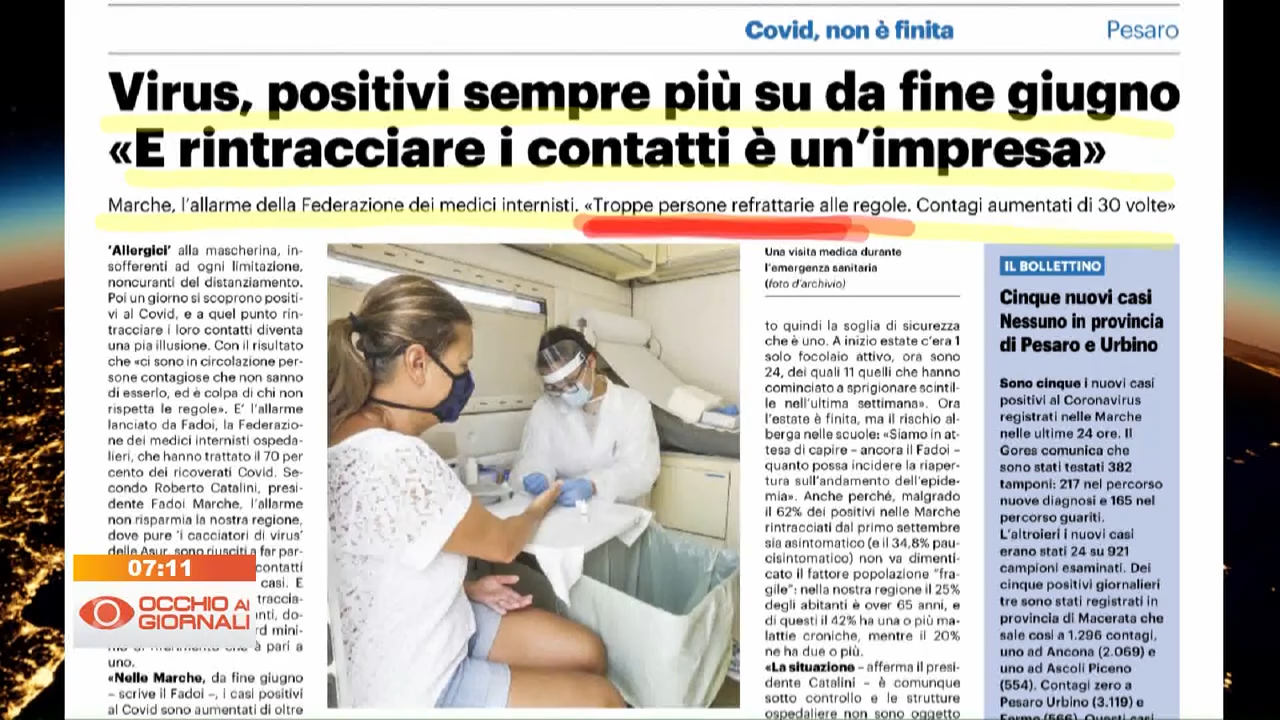 Covid, non è finita
Pesaro
Virus, positivi sempre più su da fine giugno
«E rintracciare i contatti è un'impresa»
Marche, l'allarme della Federazione dei medici internisti. «Troppe persone refrattarie alle regole. Contagi aumentati di 30 volte»
'Allergici' alla mascherina, in-
sofferenti ad ogni limitazione,
noncuranti del distanziamento.
Poi un giorno si scoprono positi-
vi al Covid, e a quel punto rin-
tracciare i loro contatti diventa
una pia illusione. Con il risultato
che «ci sono in circolazione per-
sone contagiose che non sanno
di esserlo, ed è colpa di chi non
rispetta le regole». E' l'allarme
lanciato da Fadoi, la Federazio-
ne dei medici internisti ospeda-
lieri, che hanno trattato il 70 per
cento dei ricoverati Covid. Se-
condo Roberto Catalini, presi-
dente Fadoi Marche, l'allarme
non risparmia la nostra regione,
dove pure 'i cacciatori di virus'
delle Asur, sono riusciti a far par-
contatti
casi. E
traccia-
nti, do-
rd mini-
à pari a
uno.
«Nelle Marche, da fine giugno
– scrive il Fadoi –, i casi positivi
al Covid sono aumentati di oltre
Una visita medica durante
l'emergenza sanitaria
(foto d'archivio)
to quindi la soglia di sicurezza
che è uno. A inizio estate c'era 1
solo focolaio attivo, ora sono
24, dei quali 11 quelli che hanno
cominciato a sprigionare scintil-
le nell'ultima settimana». Ora
l'estate è finita, ma il rischio al-
berga nelle scuole: «Siamo in at-
tesa di capire – ancora il Fadoi –
quanto possa incidere la riaper-
tura sull'andamento dell'epide-
mia». Anche perché, malgrado
il 62% dei positivi nelle Marche
rintracciati dal primo settembre
sia asintomatico (e il 34,8% pau-
cisintomatico) non va dimenti-
cato il fattore popolazione "fra-
gile": nella nostra regione il 25%
degli abitanti è over 65 anni, e
di questi il 42% ha una o più ma-
lattie croniche, mentre il 20%
ne ha due o più.
«La situazione – afferma il presi-
dente Catalini – è comunque
sotto controllo e le strutture
ospedaliere non sono oggetto
IL BOLLETTINO
Cinque nuovi casi
Nessuno in provincia
di Pesaro e Urbino
Sono cinque i nuovi casi
positivi al Coronavirus
registrati nelle Marche
nelle ultime 24 ore. Il
Gores comunica che
sono stati testati 382
tamponi: 217 nel percorso
nuove diagnosi e 165 nel
percorso guariti.
L'altroieri i nuovi casi
erano stati 24 su 921
campioni esaminati. Dei
cinque positivi giornalieri
tre sono stati registrati in
provincia di Macerata che
sale così a 1.296 contagi,
uno ad Ancona (2.069) e
uno ad Ascoli Piceno
(554). Contagi zero a
Pesaro Urbino (3.119) e
Fermo (566). Questi casi
07:11
OCCHIO AI
GIORNALI